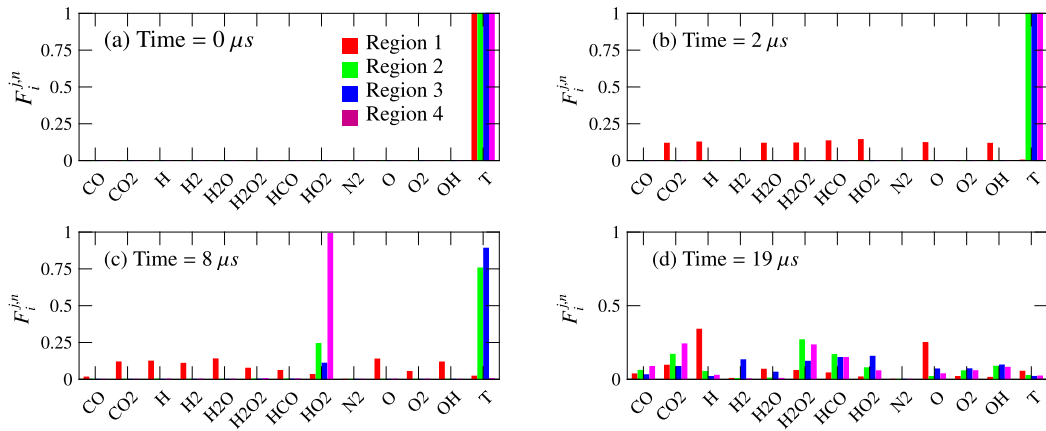 (a) Time = 0 μs
Region 1
Region 2
Region 3
Region 4
F_i^{j,n}
1
0.75
0.5
0.25
0
CO CO2 H H2 H2O H2O2 HCO HO2 N2 O O2 OH T
(b) Time = 2 μs
F_i^{j,n}
1
0.75
0.5
0.25
0
CO CO2 H H2 H2O H2O2 HCO HO2 N2 O O2 OH T
(c) Time = 8 μs
F_i^{j,n}
1
0.75
0.5
0.25
0
CO CO2 H H2 H2O H2O2 HCO HO2 N2 O O2 OH T
(d) Time = 19 μs
F_i^{j,n}
1
0.5
0
CO CO2 H H2 H2O H2O2 HCO HO2 N2 O O2 OH T